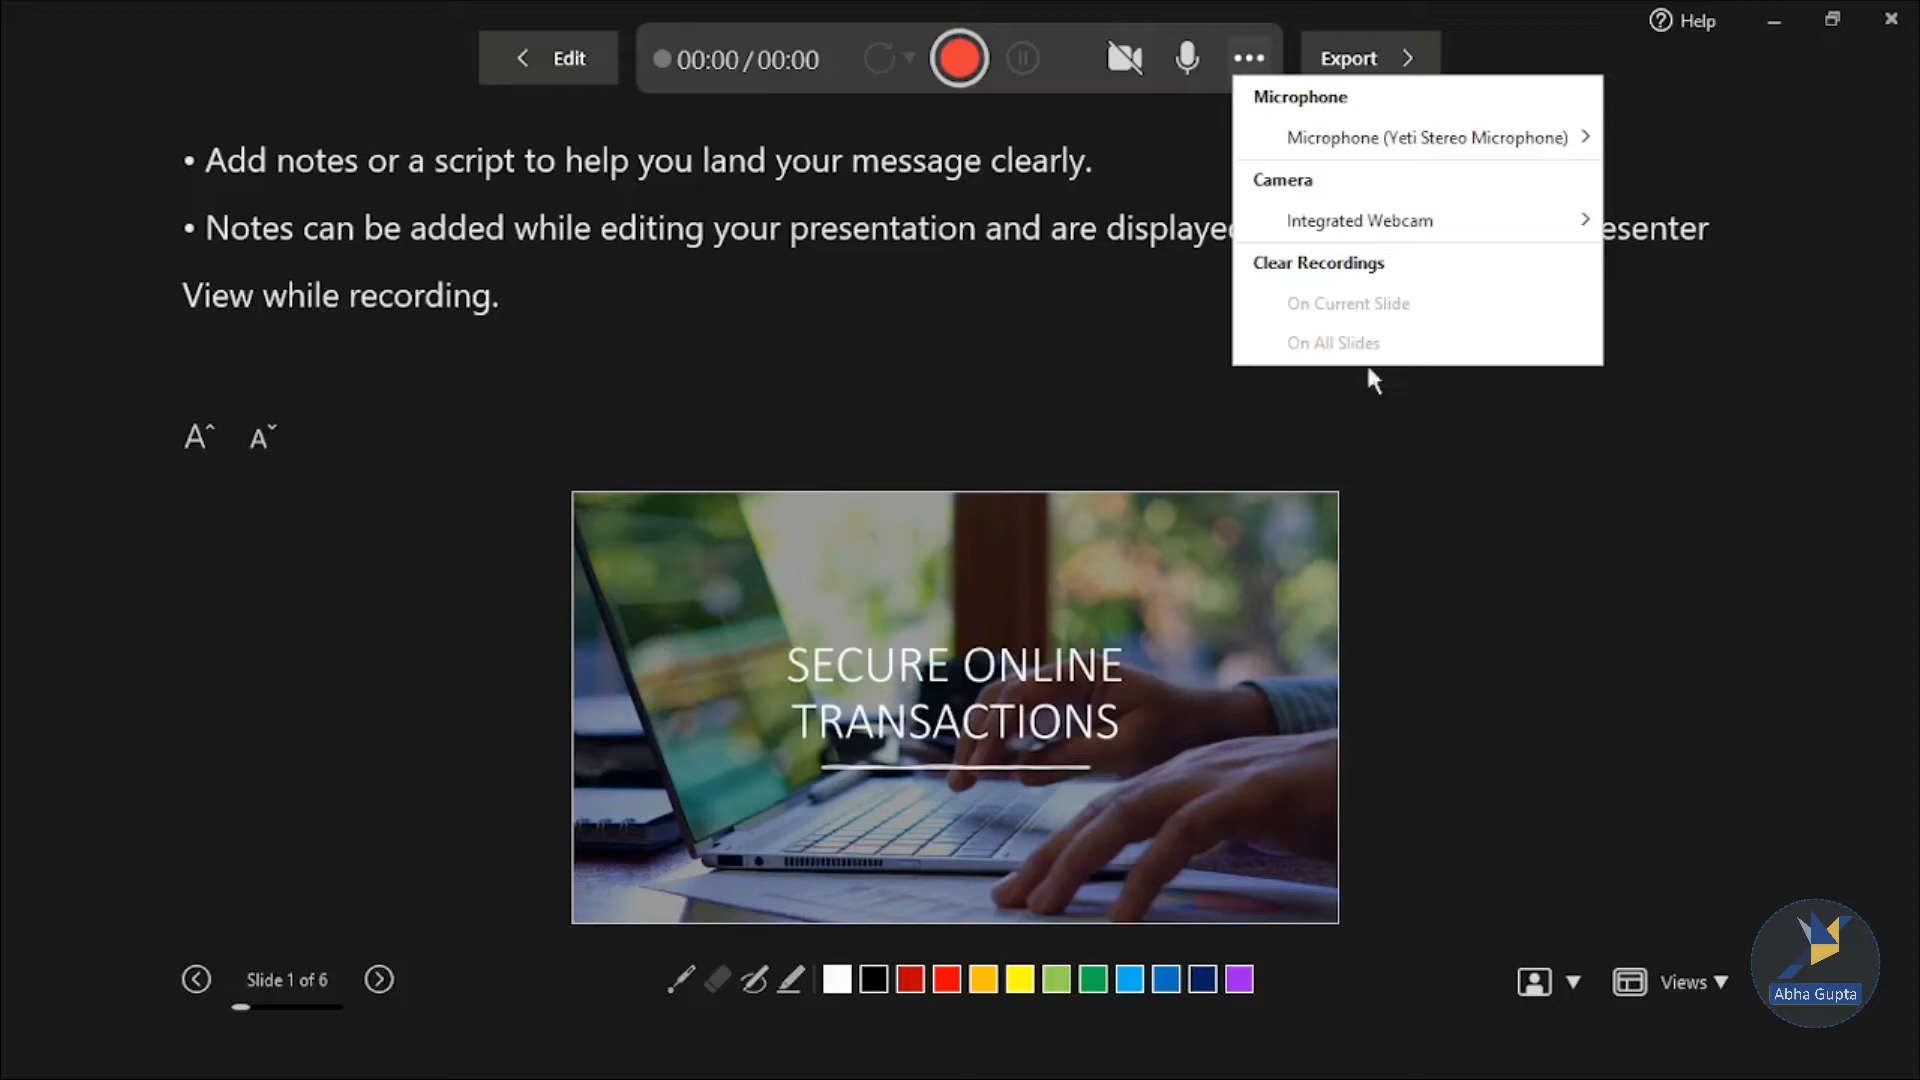 Help
Edit
00:00 / 00:00
Export
Microphone
Microphone (Yeti Stereo Microphone)
Camera
Integrated Webcam
Clear Recordings
On Current Slide
On All Slides
• Add notes or a script to help you land your message clearly.
• Notes can be added while editing your presentation and are displaye esenter
View while recording.
A A
SECURE ONLINE
TRANSACTIONS
Slide 1 of 6
Views
Abha Gupta